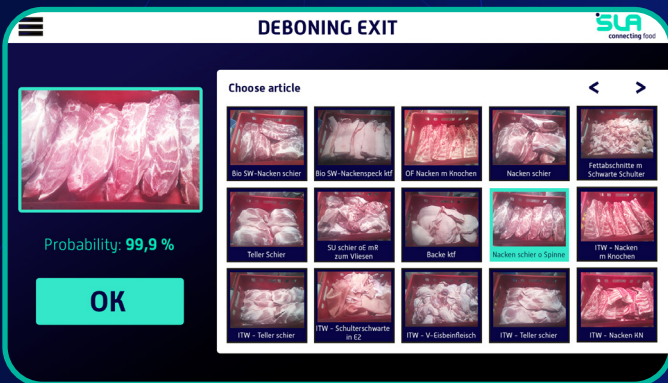 DEBONING EXIT
SLA
connecting food
Choose article
< >
Bio SW-Nacken schier
Bio SW-Nackenspeck ktf
OF Nacken m Knochen
Nacken schier
Fettabschnitte m
Schwarte Schulter
Teller Schier
SU schier oE mR
zum Vliesen
Backe ktf
Nacken schier o Spinne
ITW - Nacken
m Knochen
ITW - Teller schier
ITW - Schulterschwarte
in E2
ITW - V-Eisbeinfleisch
ITW - Teller schier
ITW - Nacken KN
Probability: 99,9 %
OK